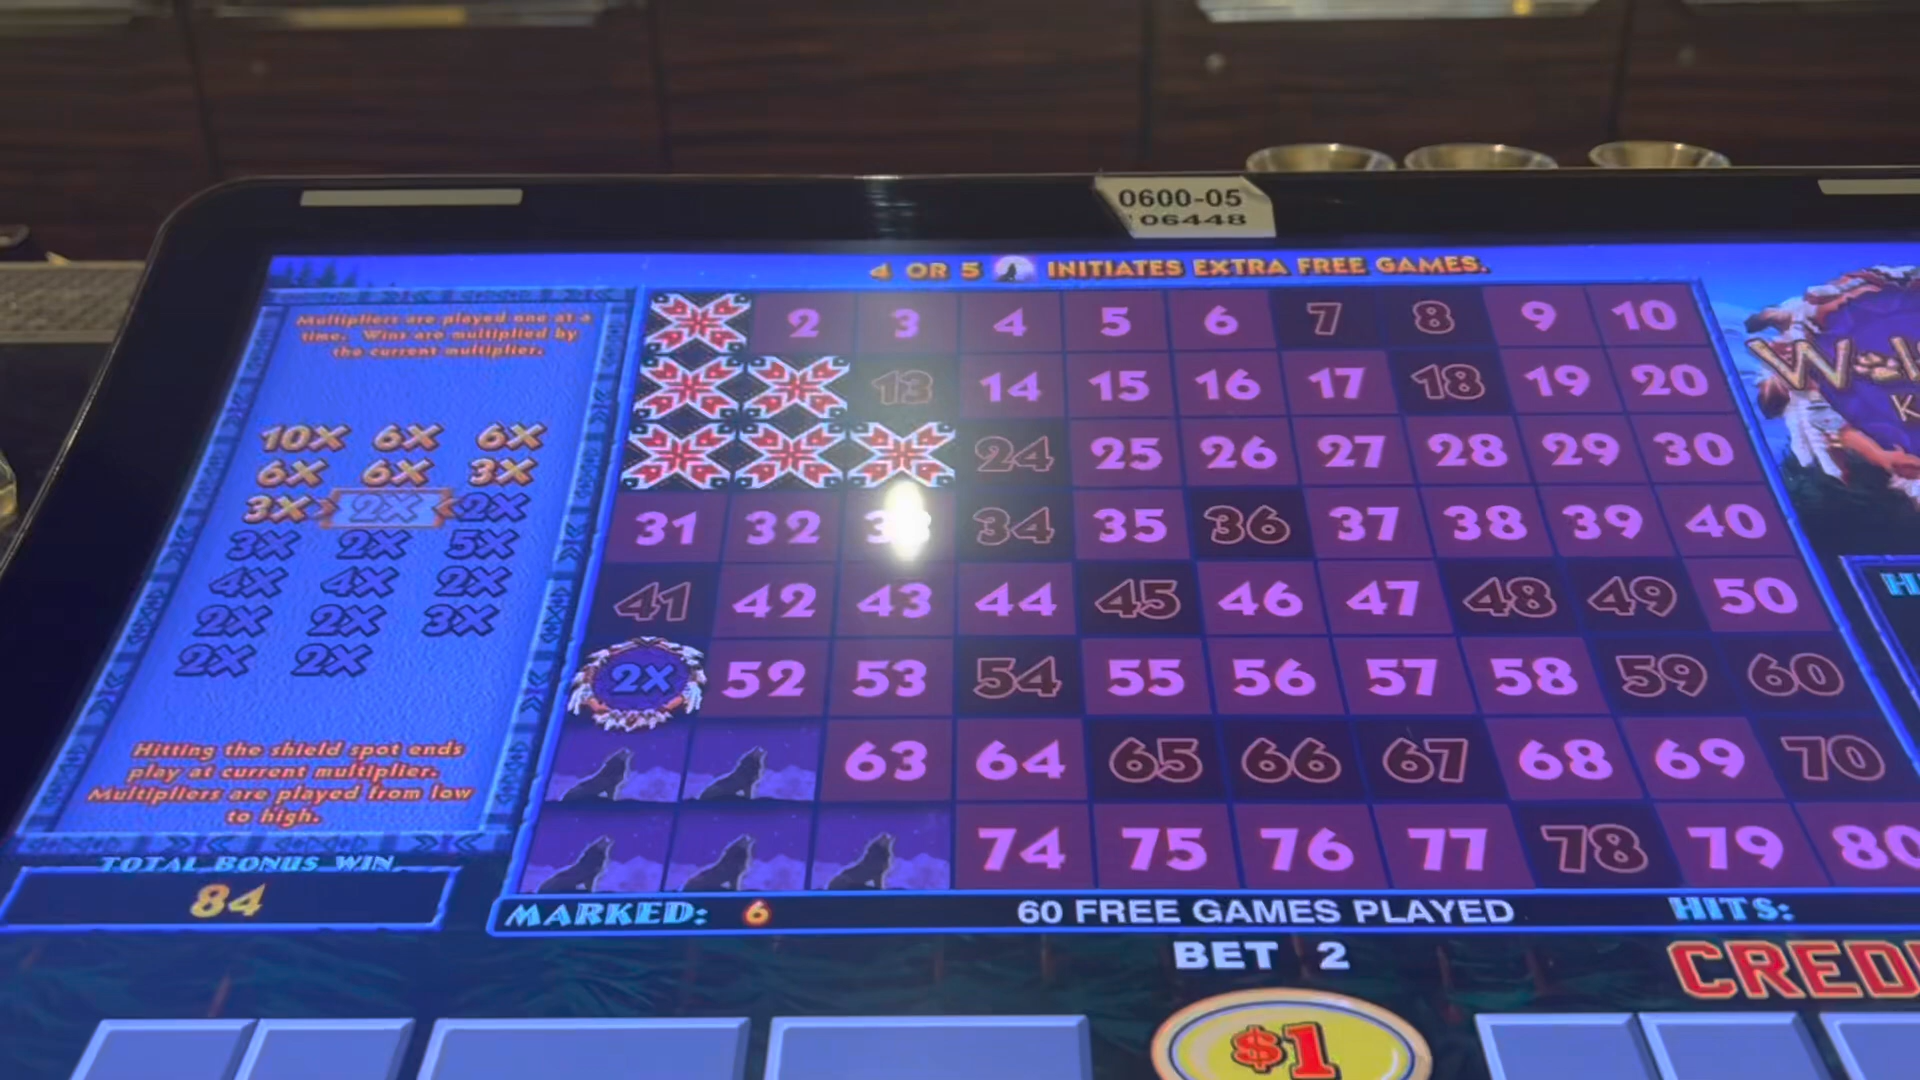 0600-05
06448
4 OR 5 INITIATES EXTRA FREE GAMES.
Multipliers are played one at a
time. Wins are multiplied by
the current multiplier.
10X 6X 6X
6X 6X 3X
3X 2X 2X
3X 2X 5X
4X 4X 2X
2X 2X 3X
2X 2X
Hitting the shield spot ends
play at current multiplier.
Multipliers are played from low
to high.
TOTAL BONUS WIN
84
2 3 4 5 6 7 8 9 10
13 14 15 16 17 18 19 20
24 25 26 27 28 29 30
31 32 34 35 36 37 38 39 40
41 42 43 44 45 46 47 48 49 50
2X 52 53 54 55 56 57 58 59 60
63 64 65 66 67 68 69 70
74 75 76 77 78 79 80
MARKED: 6
60 FREE GAMES PLAYED
HITS:
BET 2
$1